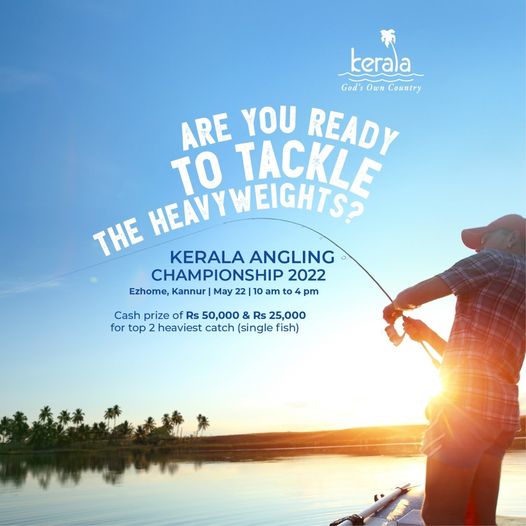 kerala
God's Own Country
ARE YOU READY
TO TACKLE
THE HEAVYWEIGHTS?
KERALA ANGLING
CHAMPIONSHIP 2022
Ezhome, Kannur | May 22 | 10 am to 4 pm
Cash prize of Rs 50,000 & Rs 25,000
for top 2 heaviest catch (single fish)